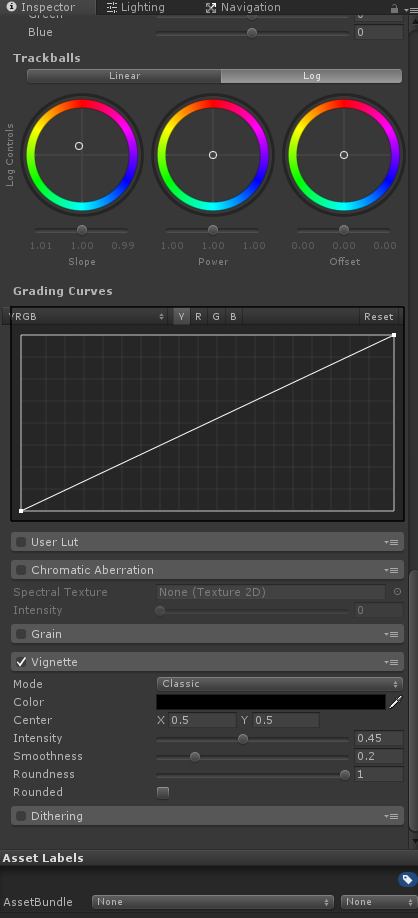 Inspector Lighting Navigation
Green 0
Blue 0
Trackballs
Linear Log
Log Controls
1.01 1.00 0.99 1.00 1.00 1.00 0.00 0.00 0.00
Slope Power Offset
Grading Curves
YRGB Y R G B Reset
User Lut
Chromatic Aberration
Spectral Texture None (Texture 2D)
Intensity 0
Grain
Vignette
Mode Classic
Color
Center X 0.5 Y 0.5
Intensity 0.45
Smoothness 0.2
Roundness 1
Rounded
Dithering
Asset Labels
AssetBundle None None